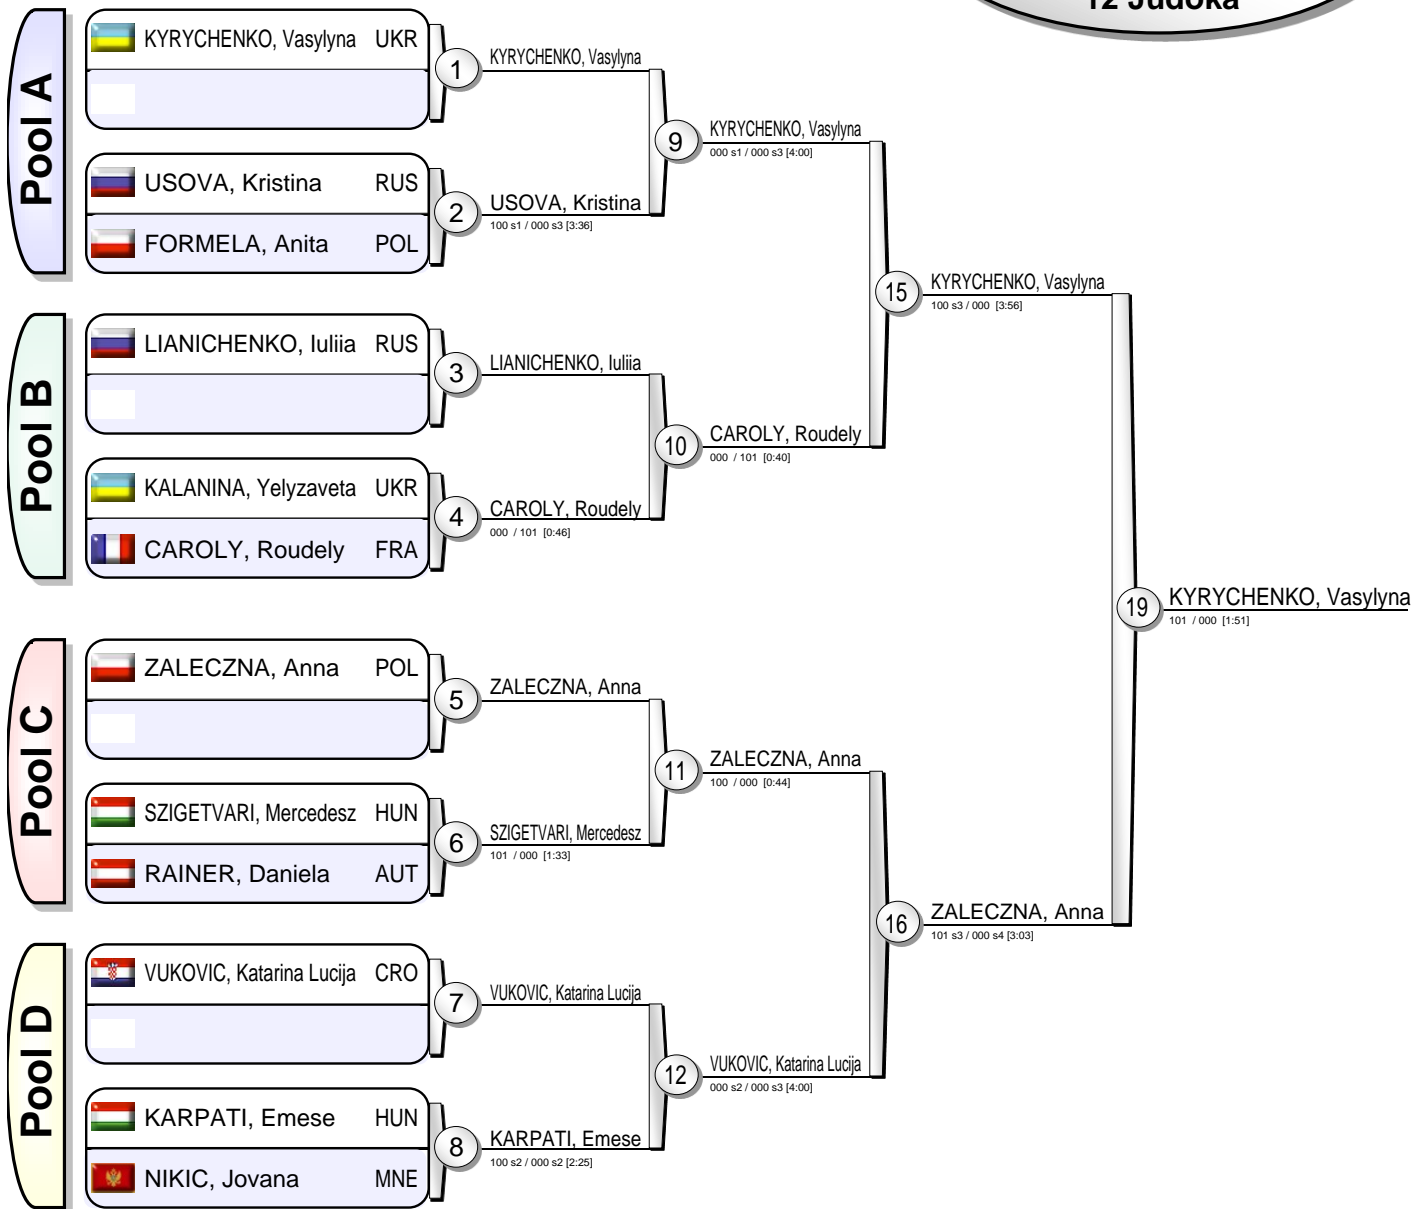 12 Judoka
Pool A
KYRYCHENKO, Vasylyna UKR
1
KYRYCHENKO, Vasylyna
USOVA, Kristina RUS
FORMELA, Anita POL
2
USOVA, Kristina
100 s1 / 000 s3 [3:36]
9
KYRYCHENKO, Vasylyna
000 s1 / 000 s3 [4:00]
Pool B
LIANICHENKO, Iuliia RUS
3
LIANICHENKO, Iuliia
KALANINA, Yelyzaveta UKR
CAROLY, Roudely FRA
4
CAROLY, Roudely
000 / 101 [0:46]
10
CAROLY, Roudely
000 / 101 [0:40]
15
KYRYCHENKO, Vasylyna
100 s3 / 000 [3:56]
Pool C
ZALECZNA, Anna POL
5
ZALECZNA, Anna
SZIGETVARI, Mercedesz HUN
RAINER, Daniela AUT
6
SZIGETVARI, Mercedesz
101 / 000 [1:33]
11
ZALECZNA, Anna
100 / 000 [0:44]
Pool D
VUKOVIC, Katarina Lucija CRO
7
VUKOVIC, Katarina Lucija
KARPATI, Emese HUN
NIKIC, Jovana MNE
8
KARPATI, Emese
100 s2 / 000 s2 [2:25]
12
VUKOVIC, Katarina Lucija
000 s2 / 000 s3 [4:00]
16
ZALECZNA, Anna
101 s3 / 000 s4 [3:03]
19
KYRYCHENKO, Vasylyna
101 / 000 [1:51]